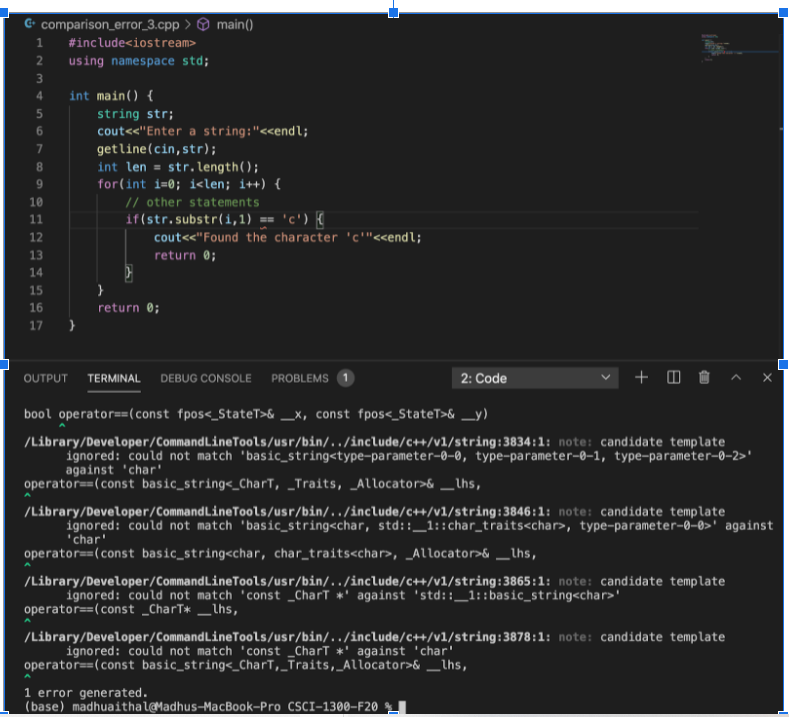 comparison_error_3.cpp > main()
1 #include<iostream>
2 using namespace std;
3
4 int main() {
5     string str;
6     cout<<"Enter a string:"<<endl;
7     getline(cin,str);
8     int len = str.length();
9     for(int i=0; i<len; i++) {
10         // other statements
11         if(str.substr(i,1) == 'c') {
12             cout<<"Found the character 'c'"<<endl;
13             return 0;
14         }
15     }
16     return 0;
17 }
OUTPUT TERMINAL DEBUG CONSOLE PROBLEMS 1 2: Code
bool operator==(const fpos<_StateT>& __x, const fpos<_StateT>& __y)
     ^
/Library/Developer/CommandLineTools/usr/bin/../include/c++/v1/string:3834:1: note: candidate template
      ignored: could not match 'basic_string<type-parameter-0-0, type-parameter-0-1, type-parameter-0-2>'
      against 'char'
operator==(const basic_string<_CharT, _Traits, _Allocator>& __lhs,
^
/Library/Developer/CommandLineTools/usr/bin/../include/c++/v1/string:3846:1: note: candidate template
      ignored: could not match 'basic_string<char, std::__1::char_traits<char>, type-parameter-0-0>' against
      'char'
operator==(const basic_string<char, char_traits<char>, _Allocator>& __lhs,
^
/Library/Developer/CommandLineTools/usr/bin/../include/c++/v1/string:3865:1: note: candidate template
      ignored: could not match 'const _CharT *' against 'std::__1::basic_string<char>'
operator==(const _CharT* __lhs,
^
/Library/Developer/CommandLineTools/usr/bin/../include/c++/v1/string:3878:1: note: candidate template
      ignored: could not match 'const _CharT *' against 'char'
operator==(const basic_string<_CharT,_Traits,_Allocator>& __lhs,
^
1 error generated.
(base) madhuaithal@Madhus-MacBook-Pro CSCI-1300-F20 %